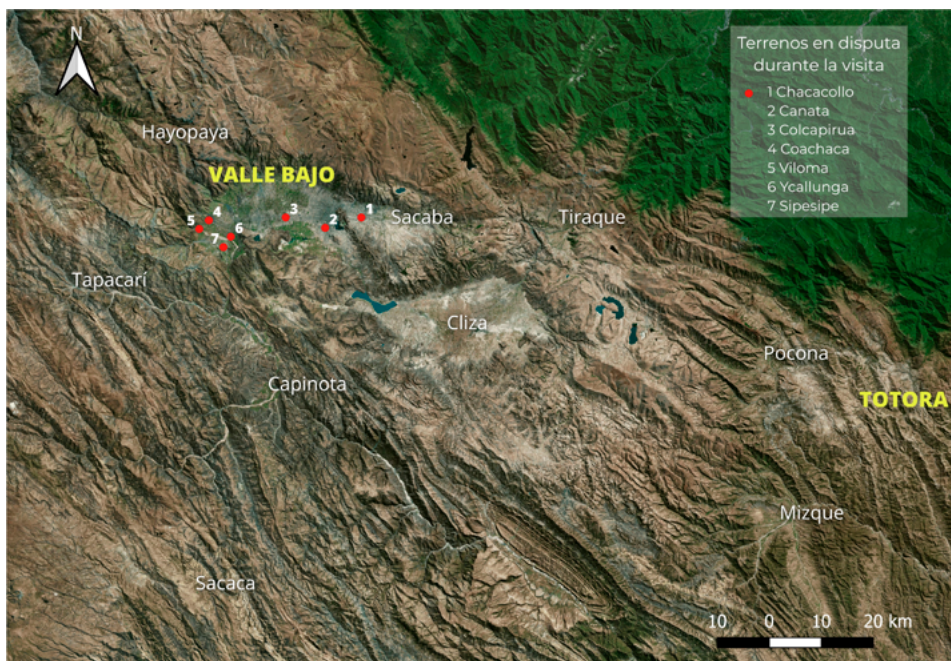 N
Terrenos en disputa
durante la visita
1 Chacacollo
2 Canata
3 Colcapirua
4 Coachaca
5 Viloma
6 Ycallunga
7 Sipesipe
Hayopaya
VALLE BAJO
5
4
7
6
3
2
1
Sacaba
Tiraque
Tapacarí
Cliza
Capinota
Pocona
TOTORA
Mizque
Sacaca
10 0 10 20 km